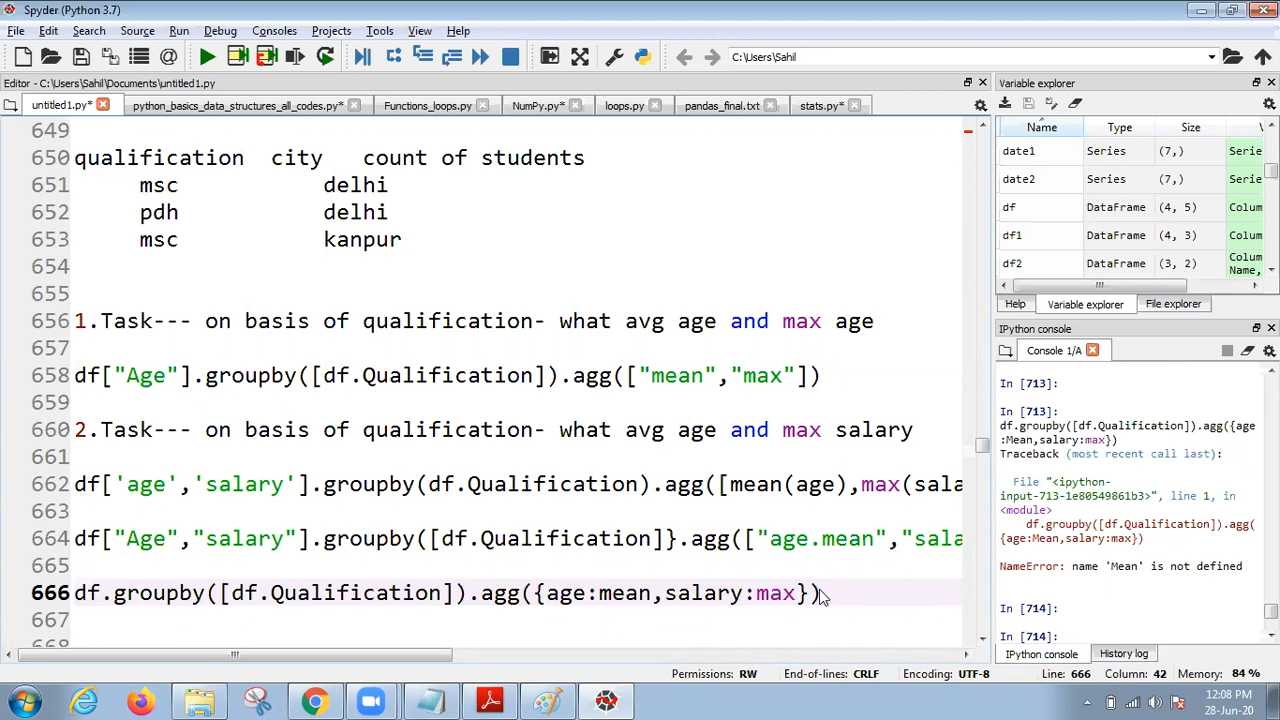 Spyder (Python 3.7)
File Edit Search Source Run Debug Consoles Projects Tools View Help
C:\Users\Sahil
Editor - C:\Users\Sahil\Documents\untitled1.py
untitled1.py* python_basics_data_structures_all_codes.py* Functions_loops.py NumPy.py* loops.py pandas_final.txt stats.py*
649
650 qualification city count of students
651 msc delhi
652 pdh delhi
653 msc kanpur
654
655
656 1.Task--- on basis of qualification- what avg age and max age
657
658 df["Age"].groupby([df.Qualification]).agg(["mean","max"])
659
660 2.Task--- on basis of qualification- what avg age and max salary
661
662 df['age','salary'].groupby(df.Qualification).agg([mean(age),max(sala
663
664 df["Age","salary"].groupby([df.Qualification]}.agg(["age.mean","sala
665
666 df.groupby([df.Qualification]).agg({age:mean,salary:max})
667
668
Variable explorer
Name Type Size
date1 Series (7,) Serie
date2 Series (7,) Serie
df DataFrame (4, 5) Colum
df1 DataFrame (4, 3) Colum
df2 DataFrame (3, 2) Colum
Name,
Help Variable explorer File explorer
IPython console
Console 1/A
In [713]:
In [713]:
df.groupby([df.Qualification]).agg({age
:Mean,salary:max})
Traceback (most recent call last):
File "<ipython-
input-713-1e80549861b3>", line 1, in
<module>
df.groupby([df.Qualification]).agg(
{age:Mean,salary:max})
NameError: name 'Mean' is not defined
In [714]:
In [714]:
IPython console History log
Permissions: RW End-of-lines: CRLF Encoding: UTF-8 Line: 666 Column: 42 Memory: 84 %
12:08 PM
28-Jun-20